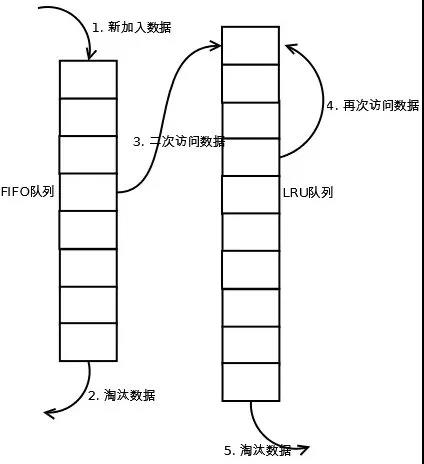 1. 新加入数据
3. 二次访问数据
4. 再次访问数据
FIFO队列
LRU队列
2. 淘汰数据
5. 淘汰数据